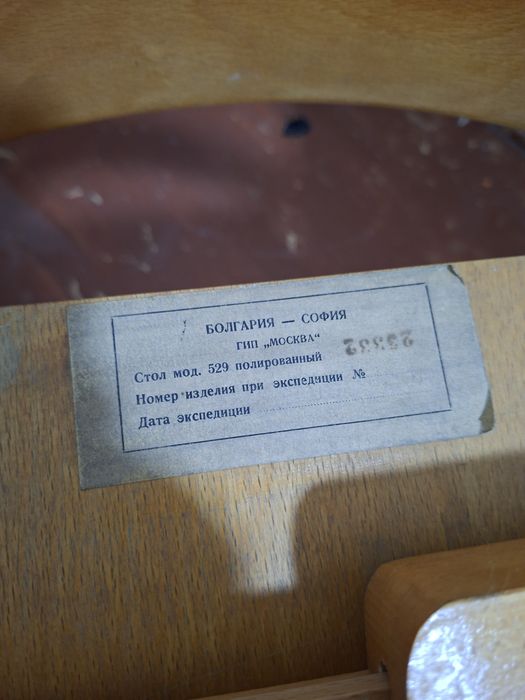 БОЛГАРИЯ — СОФИЯ
ГИП „МОСКВА“
Стол мод. 529 полированный
Номер изделия при экспедиции №
Дата экспедиции